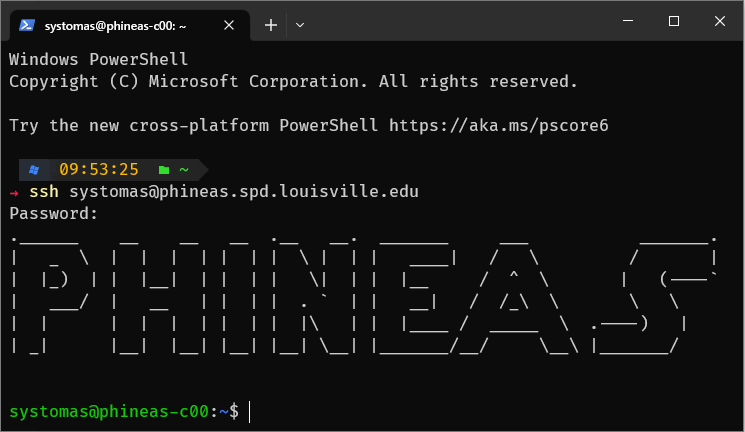 systomas@phineas-c00: ~
Windows PowerShell
Copyright (C) Microsoft Corporation. All rights reserved.
Try the new cross-platform PowerShell https://aka.ms/pscore6
09:53:25 ~
→ ssh systomas@phineas.spd.louisville.edu
Password:
PHINEAS
systomas@phineas-c00:~$